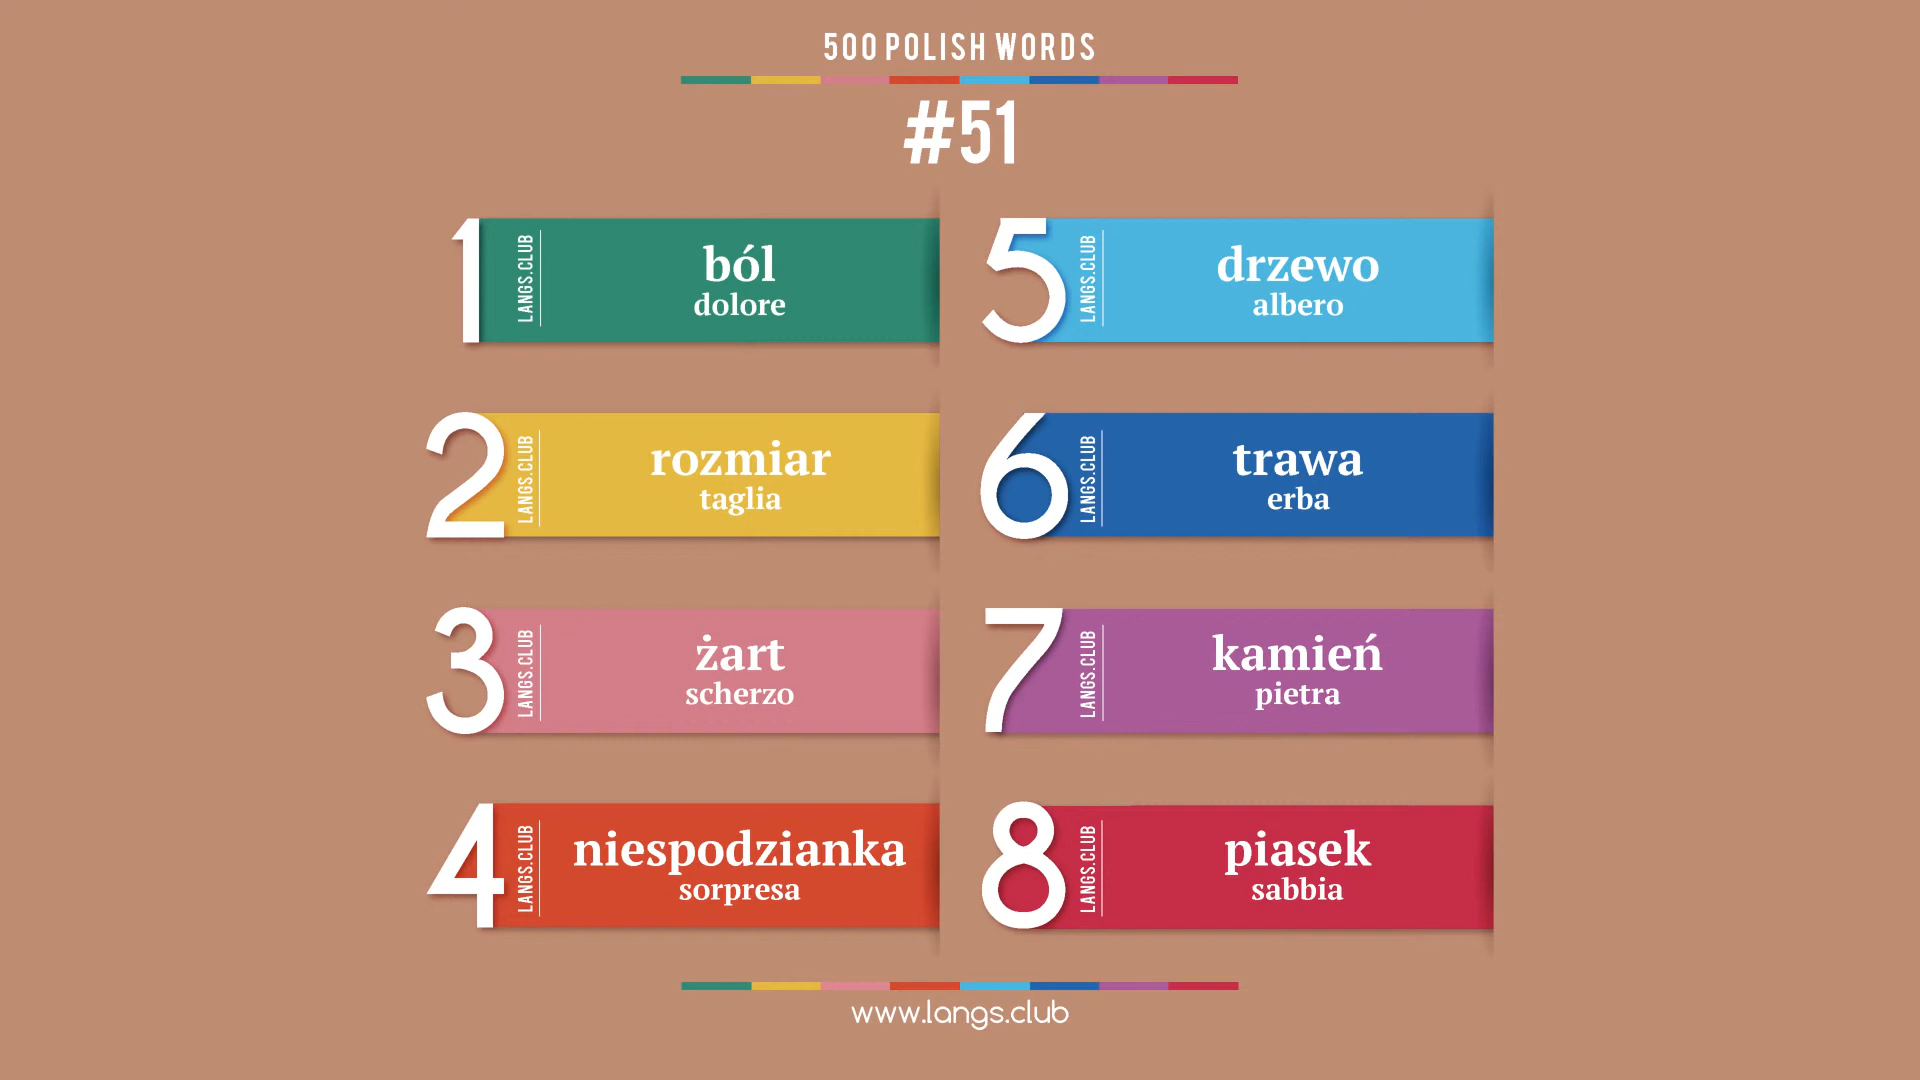 500 POLISH WORDS
#51
1
LANGS.CLUB
ból
dolore
2
LANGS.CLUB
rozmiar
taglia
3
LANGS.CLUB
żart
scherzo
4
LANGS.CLUB
niespodzianka
sorpresa
5
LANGS.CLUB
drzewo
albero
6
LANGS.CLUB
trawa
erba
7
LANGS.CLUB
kamień
pietra
8
LANGS.CLUB
piasek
sabbia
www.langs.club